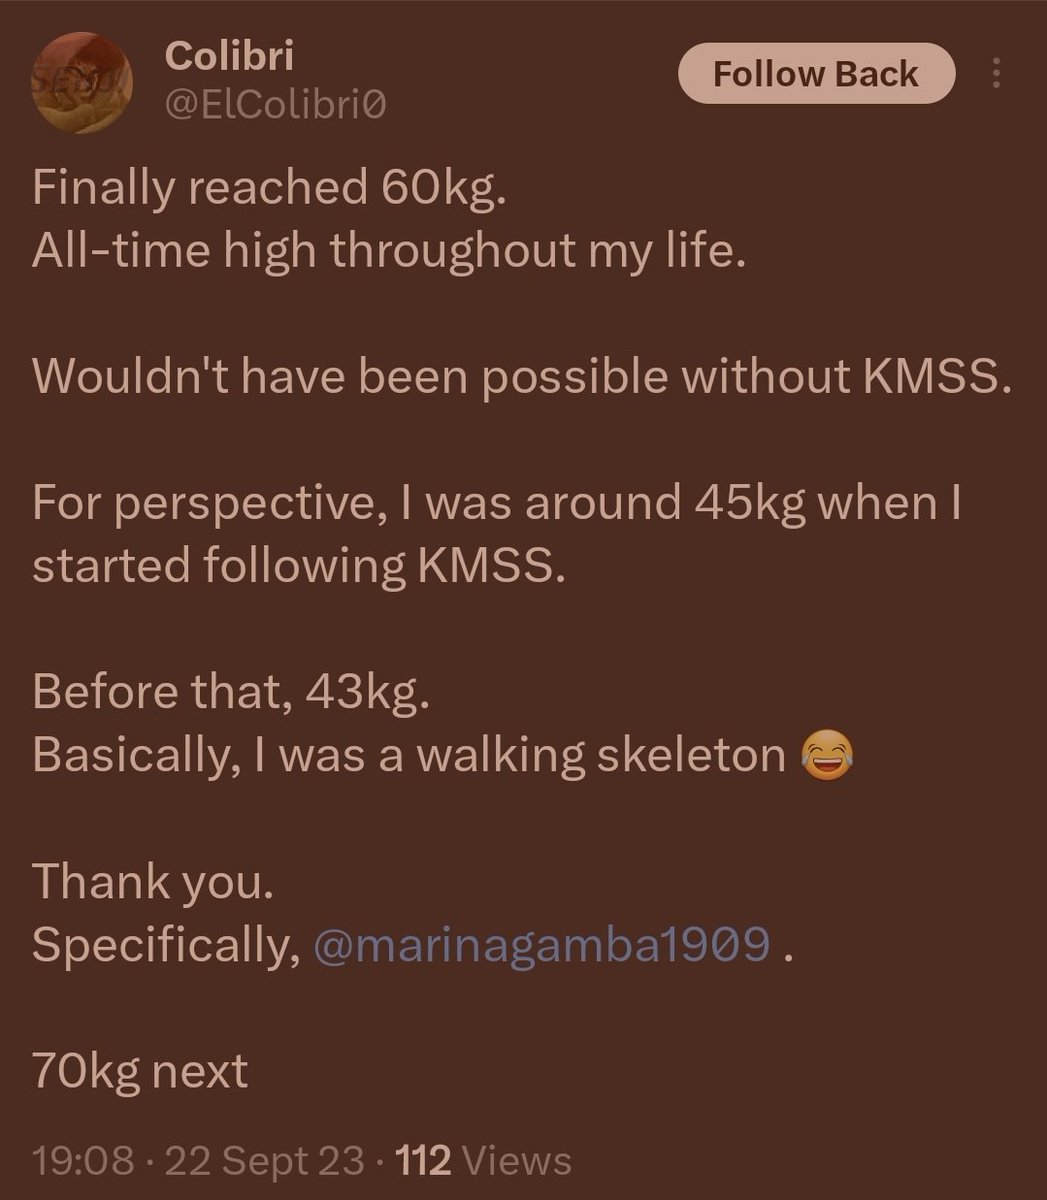 Colibri
@ElColibri0
Follow Back
Finally reached 60kg.
All-time high throughout my life.
Wouldn't have been possible without KMSS.
For perspective, I was around 45kg when I
started following KMSS.
Before that, 43kg.
Basically, I was a walking skeleton 😂
Thank you.
Specifically, @marinagamba1909 .
70kg next
19:08 · 22 Sept 23 · 112 Views